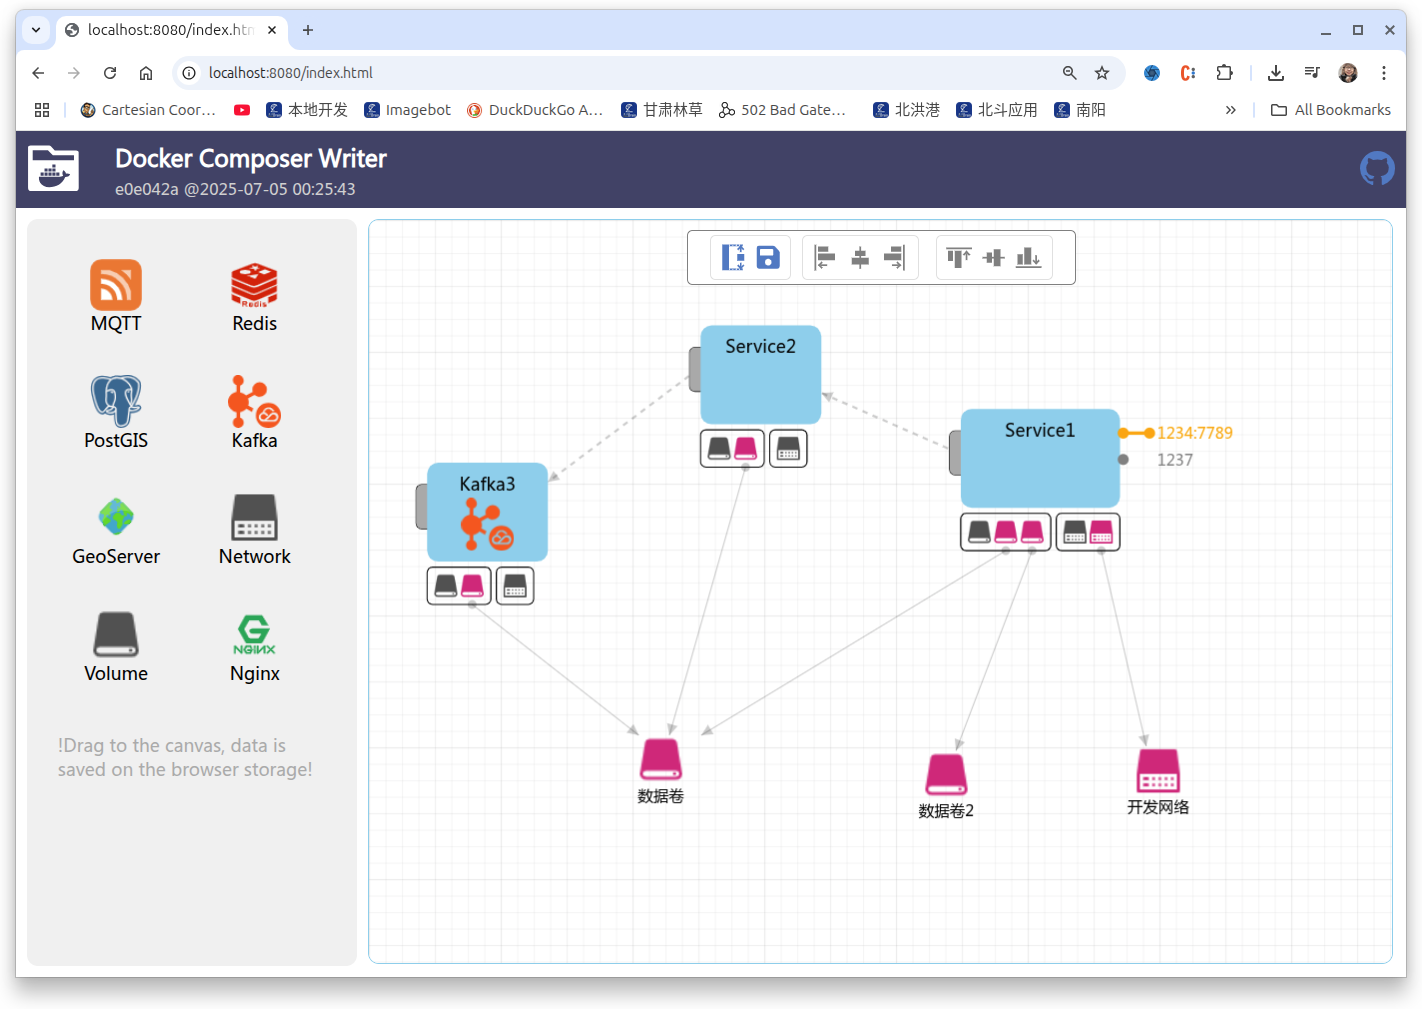 localhost:8080/index.htm
localhost:8080/index.html
Cartesian Coor…
本地开发
Imagebot
DuckDuckGo A…
甘肃林草
502 Bad Gate…
北洪港
北斗应用
南阳
All Bookmarks
Docker Composer Writer
e0e042a @2025-07-05 00:25:43
MQTT
Redis
PostGIS
Kafka
GeoServer
Network
Volume
NGINX
Nginx
!Drag to the canvas, data is
saved on the browser storage!
Service2
Service1
1234:7789
1237
Kafka3
数据卷
数据卷2
开发网络